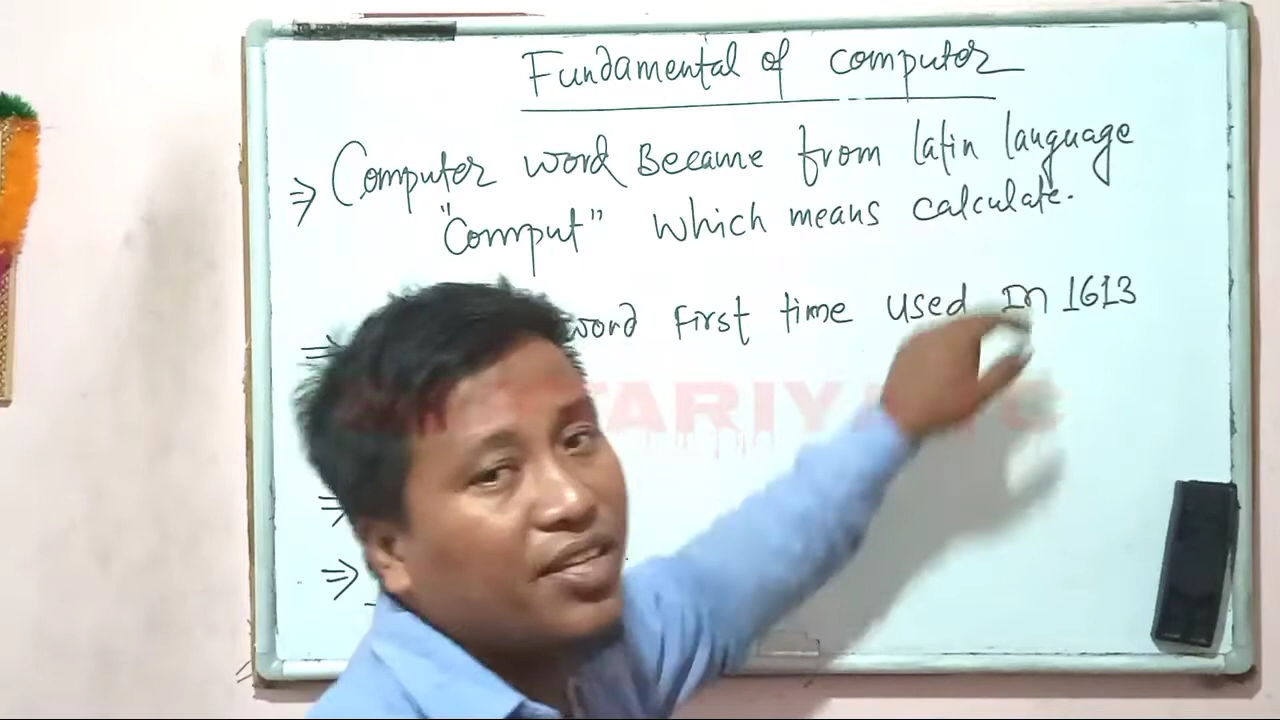 Fundamental of computer
⇒ Computer word Became from latin language
"Comput" which means calculate.
⇒ word First time used In 1613
⇒
⇒